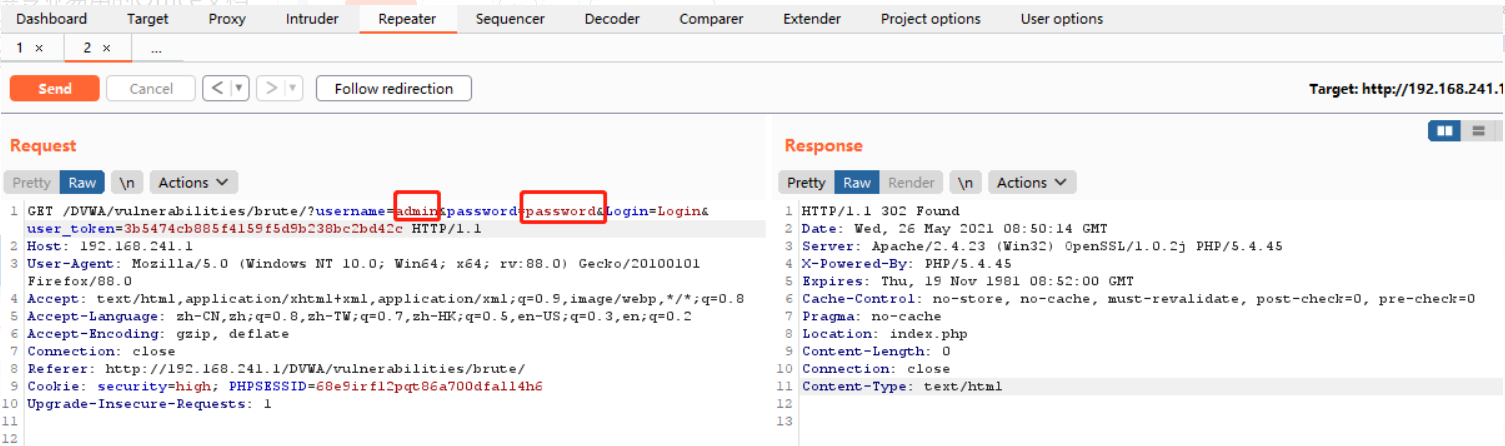 Dashboard Target Proxy Intruder Repeater Sequencer Decoder Comparer Extender Project options User options
1 × 2 × ...
Send Cancel < | ▾ > | ▾ Follow redirection Target: http://192.168.241.1
Request
Pretty Raw \n Actions
1 GET /DVWA/vulnerabilities/brute/?username=admin&password=password&Login=Login&
user_token=3b5474cb885f4159f5d9b238bc2bd42c HTTP/1.1
2 Host: 192.168.241.1
3 User-Agent: Mozilla/5.0 (Windows NT 10.0; Win64; x64; rv:88.0) Gecko/20100101
Firefox/88.0
4 Accept: text/html,application/xhtml+xml,application/xml;q=0.9,image/webp,*/*;q=0.8
5 Accept-Language: zh-CN,zh;q=0.8,zh-TW;q=0.7,zh-HK;q=0.5,en-US;q=0.3,en;q=0.2
6 Accept-Encoding: gzip, deflate
7 Connection: close
8 Referer: http://192.168.241.1/DVWA/vulnerabilities/brute/
9 Cookie: security=high; PHPSESSID=68e9irf12pqt86a700dfal14h6
10 Upgrade-Insecure-Requests: 1
11
12
Response
Pretty Raw Render \n Actions
1 HTTP/1.1 302 Found
2 Date: Wed, 26 May 2021 08:50:14 GMT
3 Server: Apache/2.4.23 (Win32) OpenSSL/1.0.2j PHP/5.4.45
4 X-Powered-By: PHP/5.4.45
5 Expires: Thu, 19 Nov 1981 08:52:00 GMT
6 Cache-Control: no-store, no-cache, must-revalidate, post-check=0, pre-check=0
7 Pragma: no-cache
8 Location: index.php
9 Content-Length: 0
10 Connection: close
11 Content-Type: text/html
12
13